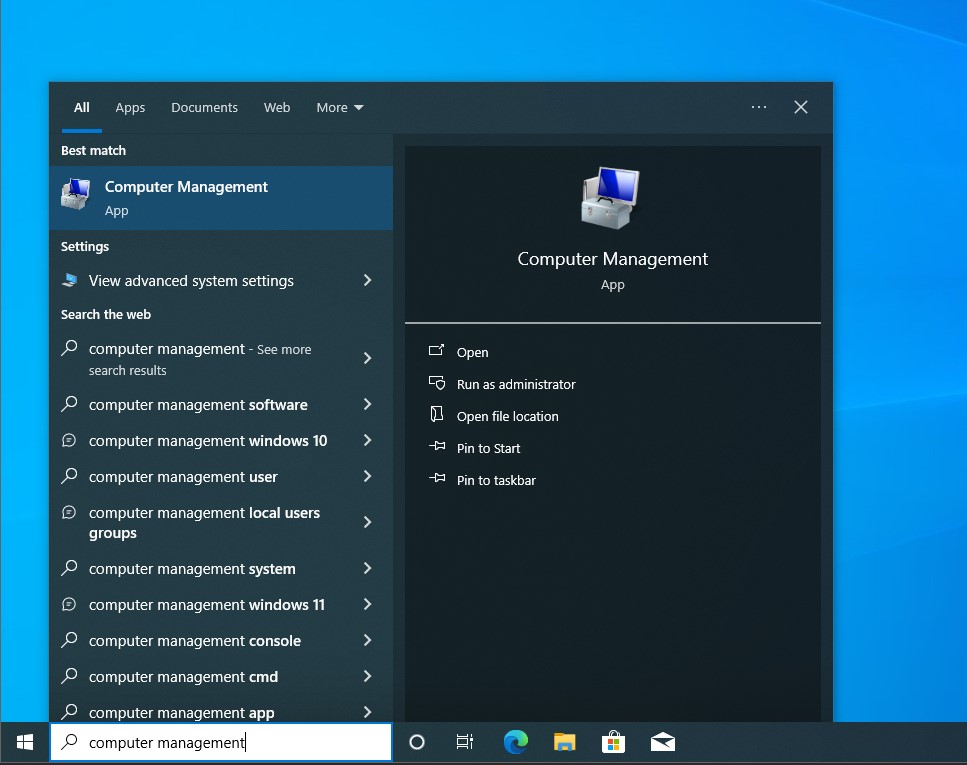 All Apps Documents Web More
Best match
Computer Management
App
Settings
View advanced system settings
Search the web
computer management - See more
search results
computer management software
computer management windows 10
computer management user
computer management local users
groups
computer management system
computer management windows 11
computer management console
computer management cmd
computer management app
computer management
Computer Management
App
Open
Run as administrator
Open file location
Pin to Start
Pin to taskbar